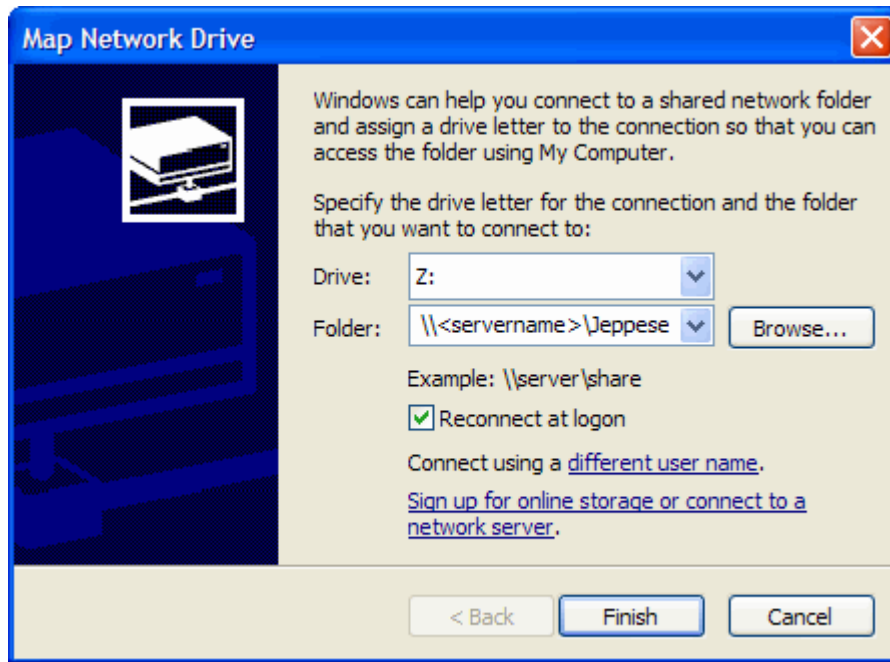 Map Network Drive
Windows can help you connect to a shared network folder
and assign a drive letter to the connection so that you can
access the folder using My Computer.
Specify the drive letter for the connection and the folder
that you want to connect to:
Drive: Z:
Folder: \\<servername>\Jeppese Browse...
Example: \\server\share
Reconnect at logon
Connect using a different user name.
Sign up for online storage or connect to a
network server.
< Back Finish Cancel